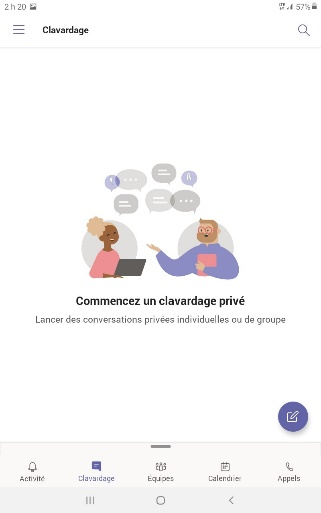 2 h 20 57%
Clavardage
Commencez un clavardage privé
Lancer des conversations privées individuelles ou de groupe
Activité Clavardage Équipes Calendrier Appels